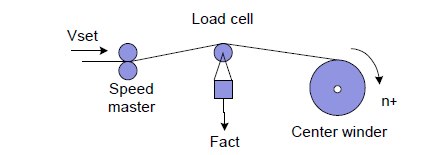 Load cell
Vset
Speed
master
n+
Center winder
Fact